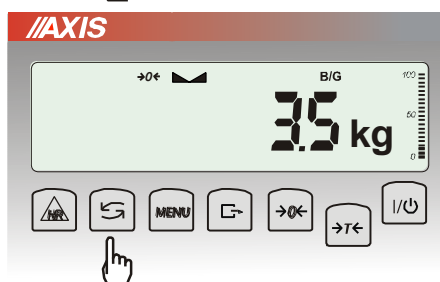 //AXIS
→0← B/G 100
50
3.5 kg
0
HR MENU →0← →T← I/⏻